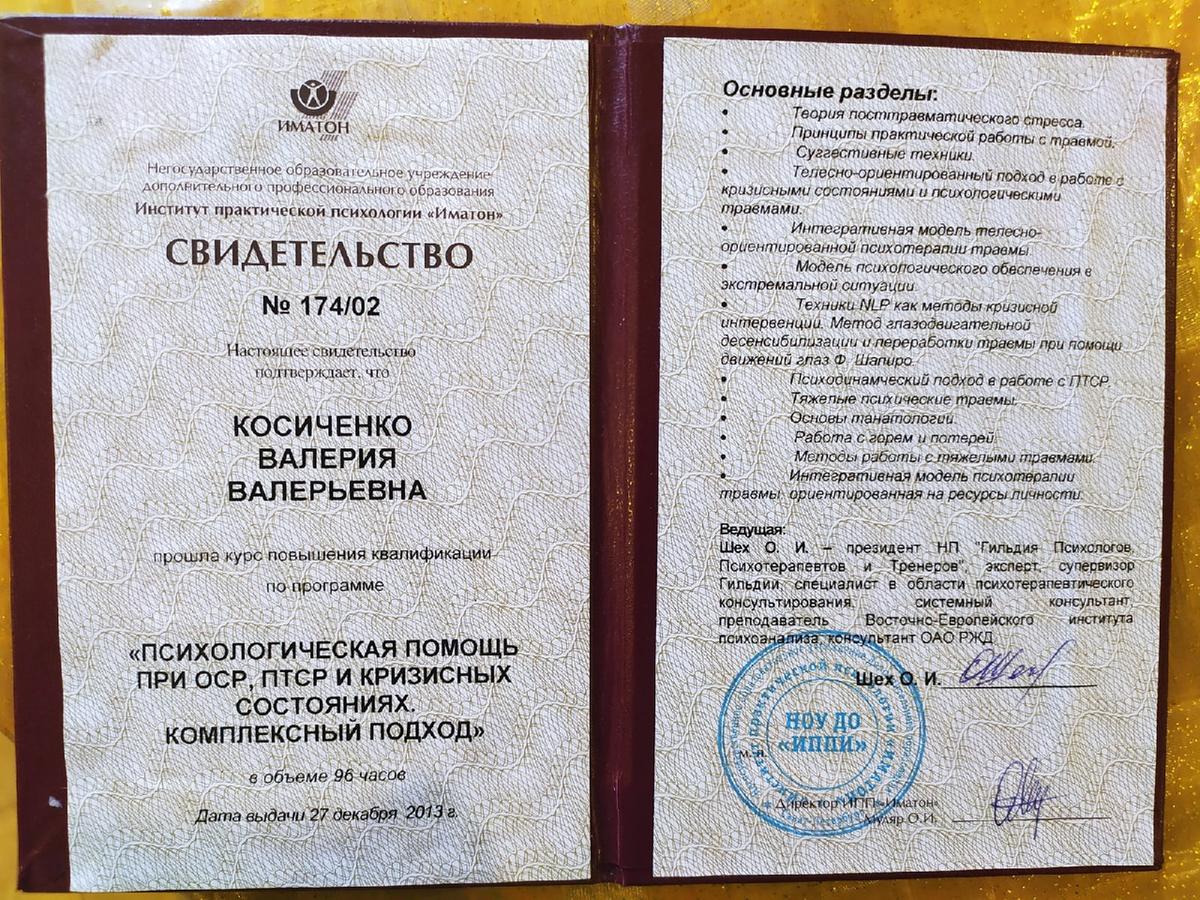 ИМАТОН
Негосударственное образовательное учреждение
дополнительного профессионального образования
Институт практической психологии «Иматон»
СВИДЕТЕЛЬСТВО
№ 174/02
Настоящее свидетельство
подтверждает, что
КОСИЧЕНКО
ВАЛЕРИЯ
ВАЛЕРЬЕВНА
прошла курс повышения квалификации
по программе
«ПСИХОЛОГИЧЕСКАЯ ПОМОЩЬ
ПРИ ОСР, ПТСР И КРИЗИСНЫХ
СОСТОЯНИЯХ.
КОМПЛЕКСНЫЙ ПОДХОД»
в объеме 96 часов
Дата выдачи 27 декабря 2013 г.
Основные разделы:
• Теория посттравматического стресса.
• Принципы практической работы с травмой.
• Суггестивные техники.
• Телесно-ориентированный подход в работе с
кризисными состояниями и психологическими
травмами.
• Интегративная модель телесно-
ориентированной психотерапии травмы.
• Модель психологического обеспечения в
экстремальной ситуации.
• Техники NLP как методы кризисной
интервенции. Метод глазодвигательной
десенсибилизации и переработки травмы при помощи
движений глаз Ф. Шапиро.
• Психодинамческий подход в работе с ПТСР.
• Тяжелые психические травмы.
• Основы танатологии.
• Работа с горем и потерей.
• Методы работы с тяжелыми травмами.
• Интегративная модель психотерапии
травмы, ориентированная на ресурсы личности.
Ведущая:
Шех О. И. – президент НП "Гильдия Психологов,
Психотерапевтов и Тренеров", эксперт, супервизор
Гильдии, специалист в области психотерапевтического
консультирования, системный консультант,
преподаватель Восточно-Европейского института
психоанализа, консультант ОАО РЖД
Шех О. И.
НОУ ДО
«ИППИ»
м.п.
Директор ИПП «Иматон»
Муляр О.И.